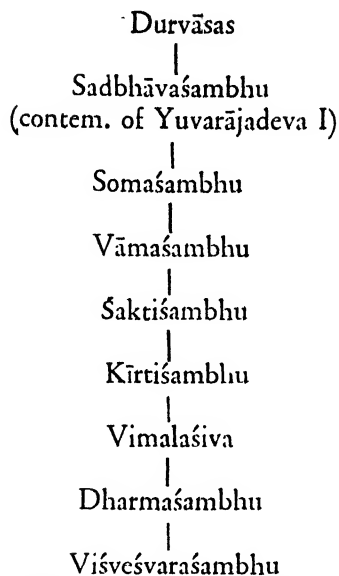 Durvāsas
Sadbhāvaśambhu
(contem. of Yuvarājadeva I)
Somaśambhu
Vāmaśambhu
Śaktiśambhu
Kīrtiśambhu
Vimalaśiva
Dharmaśambhu
Viśveśvaraśambhu